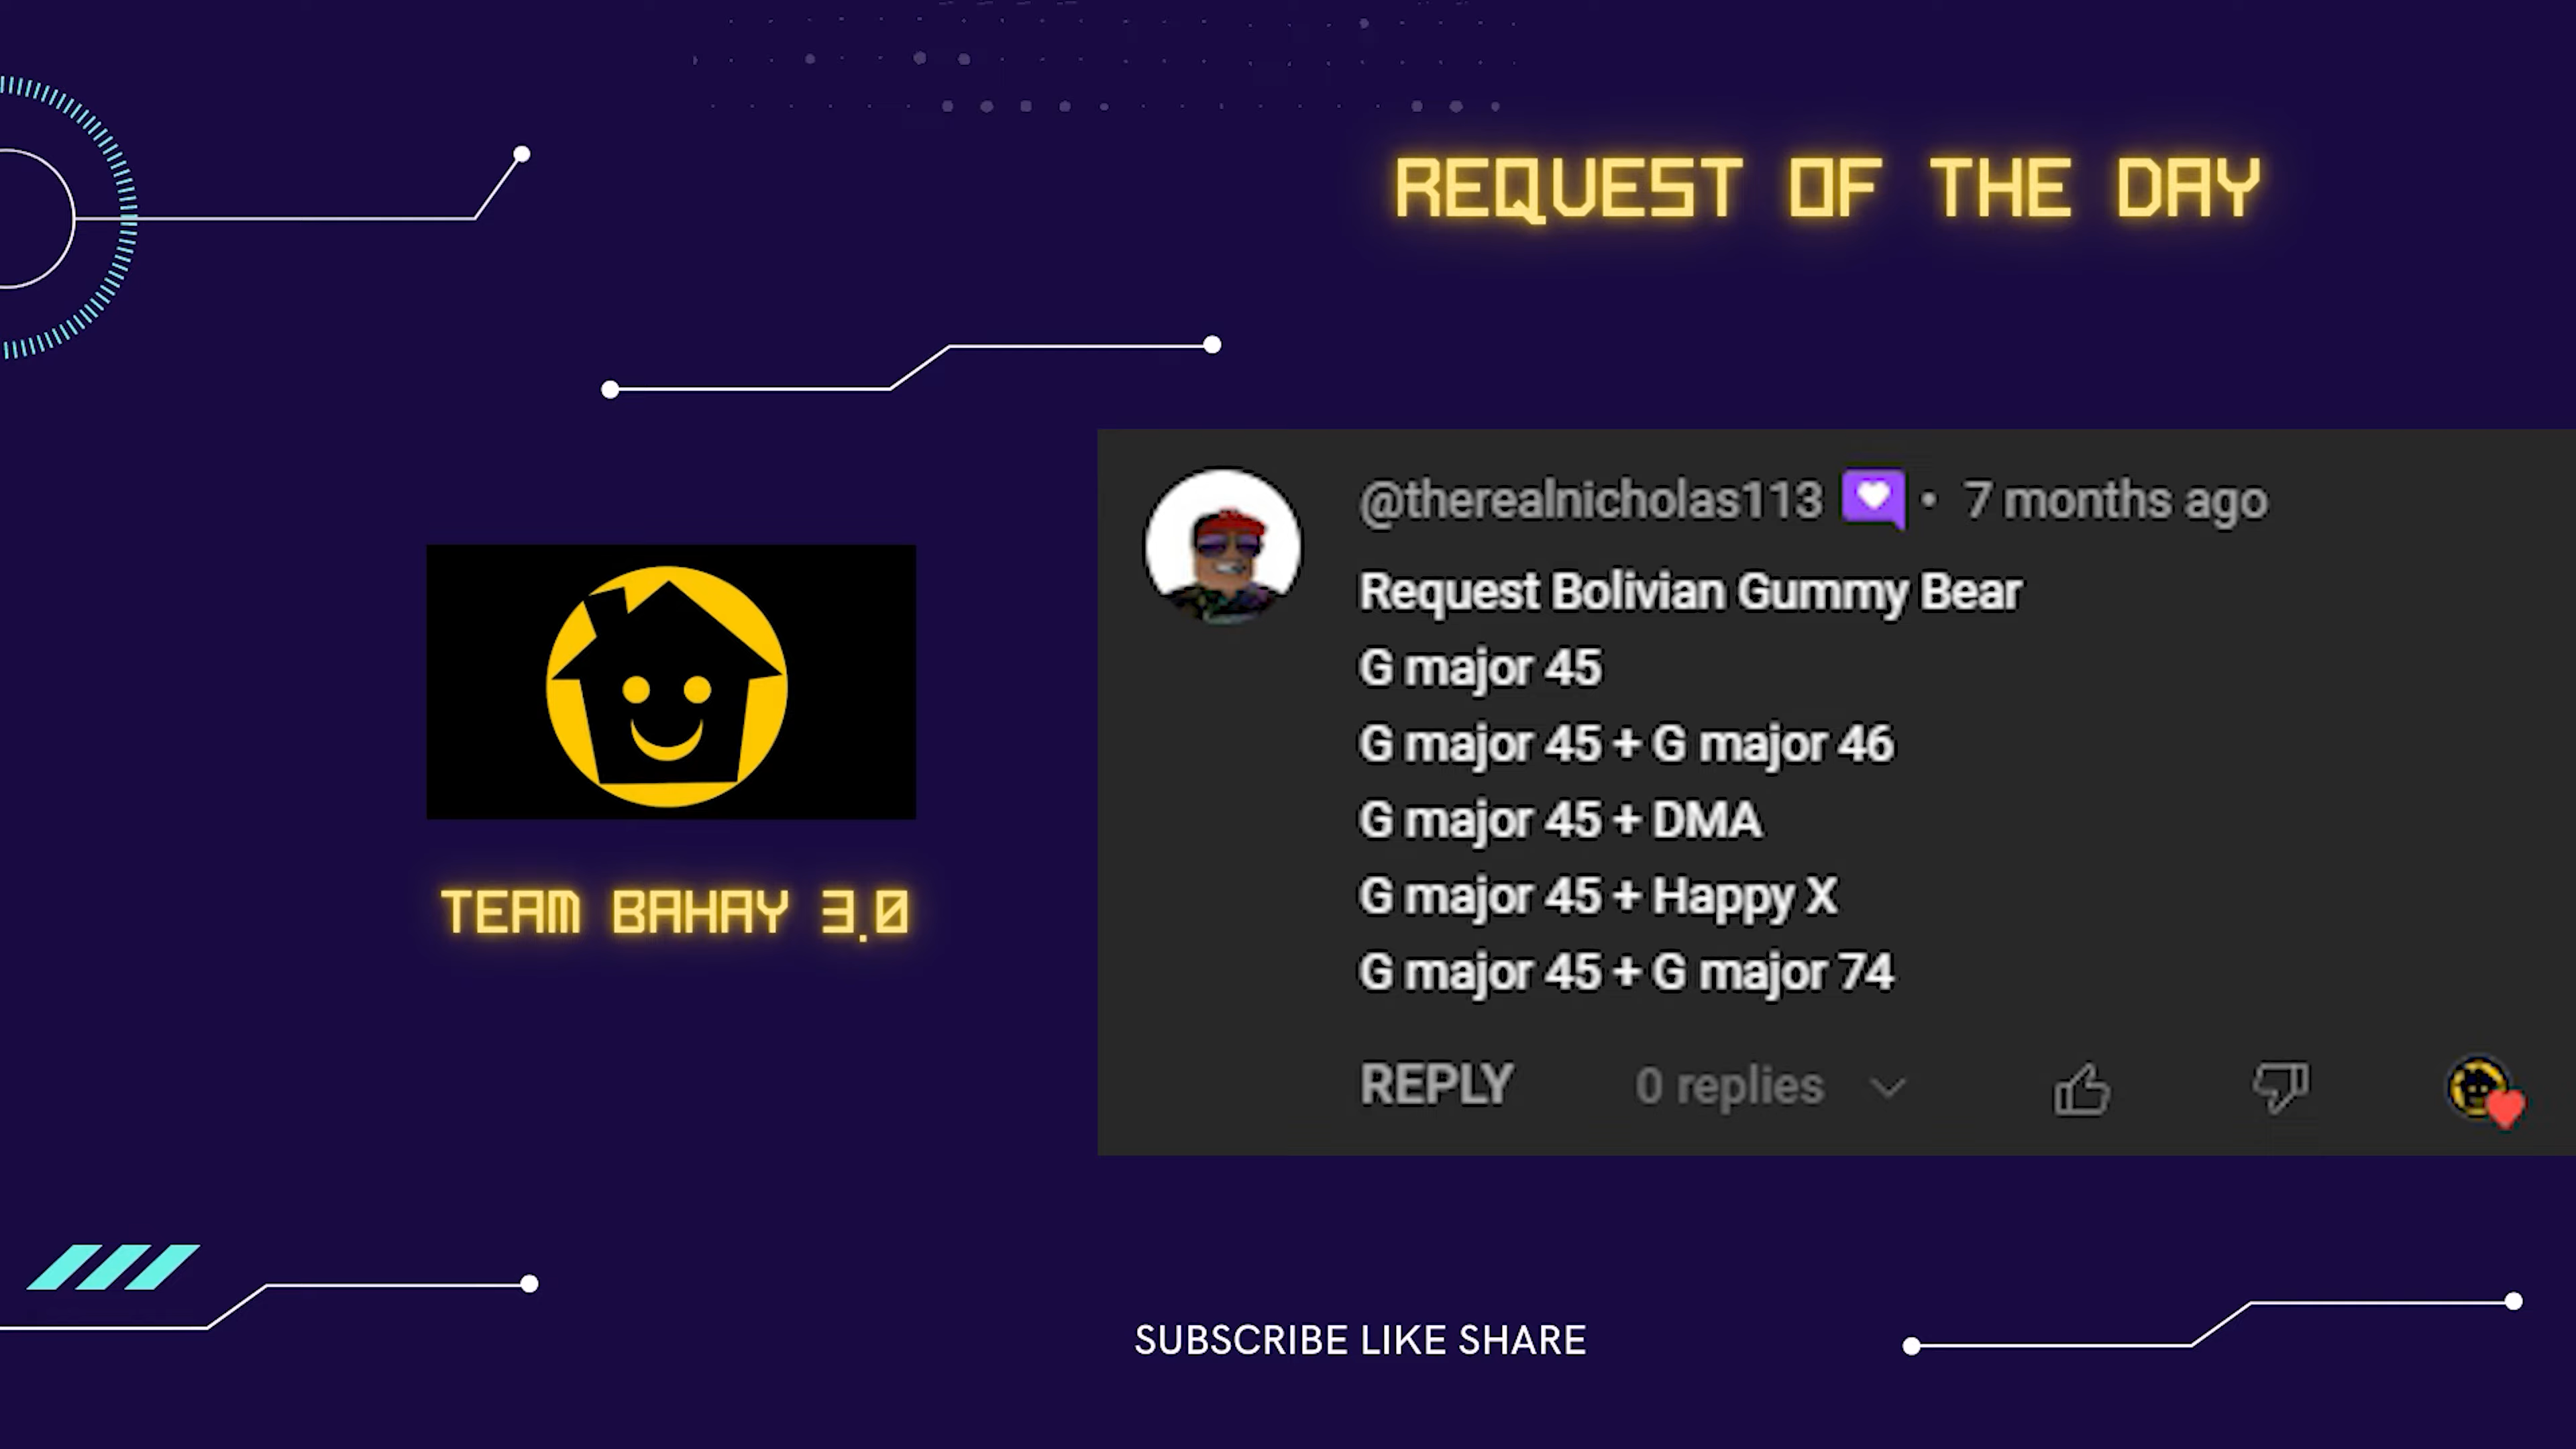 REQUEST OF THE DAY
@therealnicholas113 • 7 months ago
Request Bolivian Gummy Bear
G major 45
G major 45 + G major 46
G major 45 + DMA
G major 45 + Happy X
G major 45 + G major 74
REPLY 0 replies
TEAM BAHAY 3.0
SUBSCRIBE LIKE SHARE